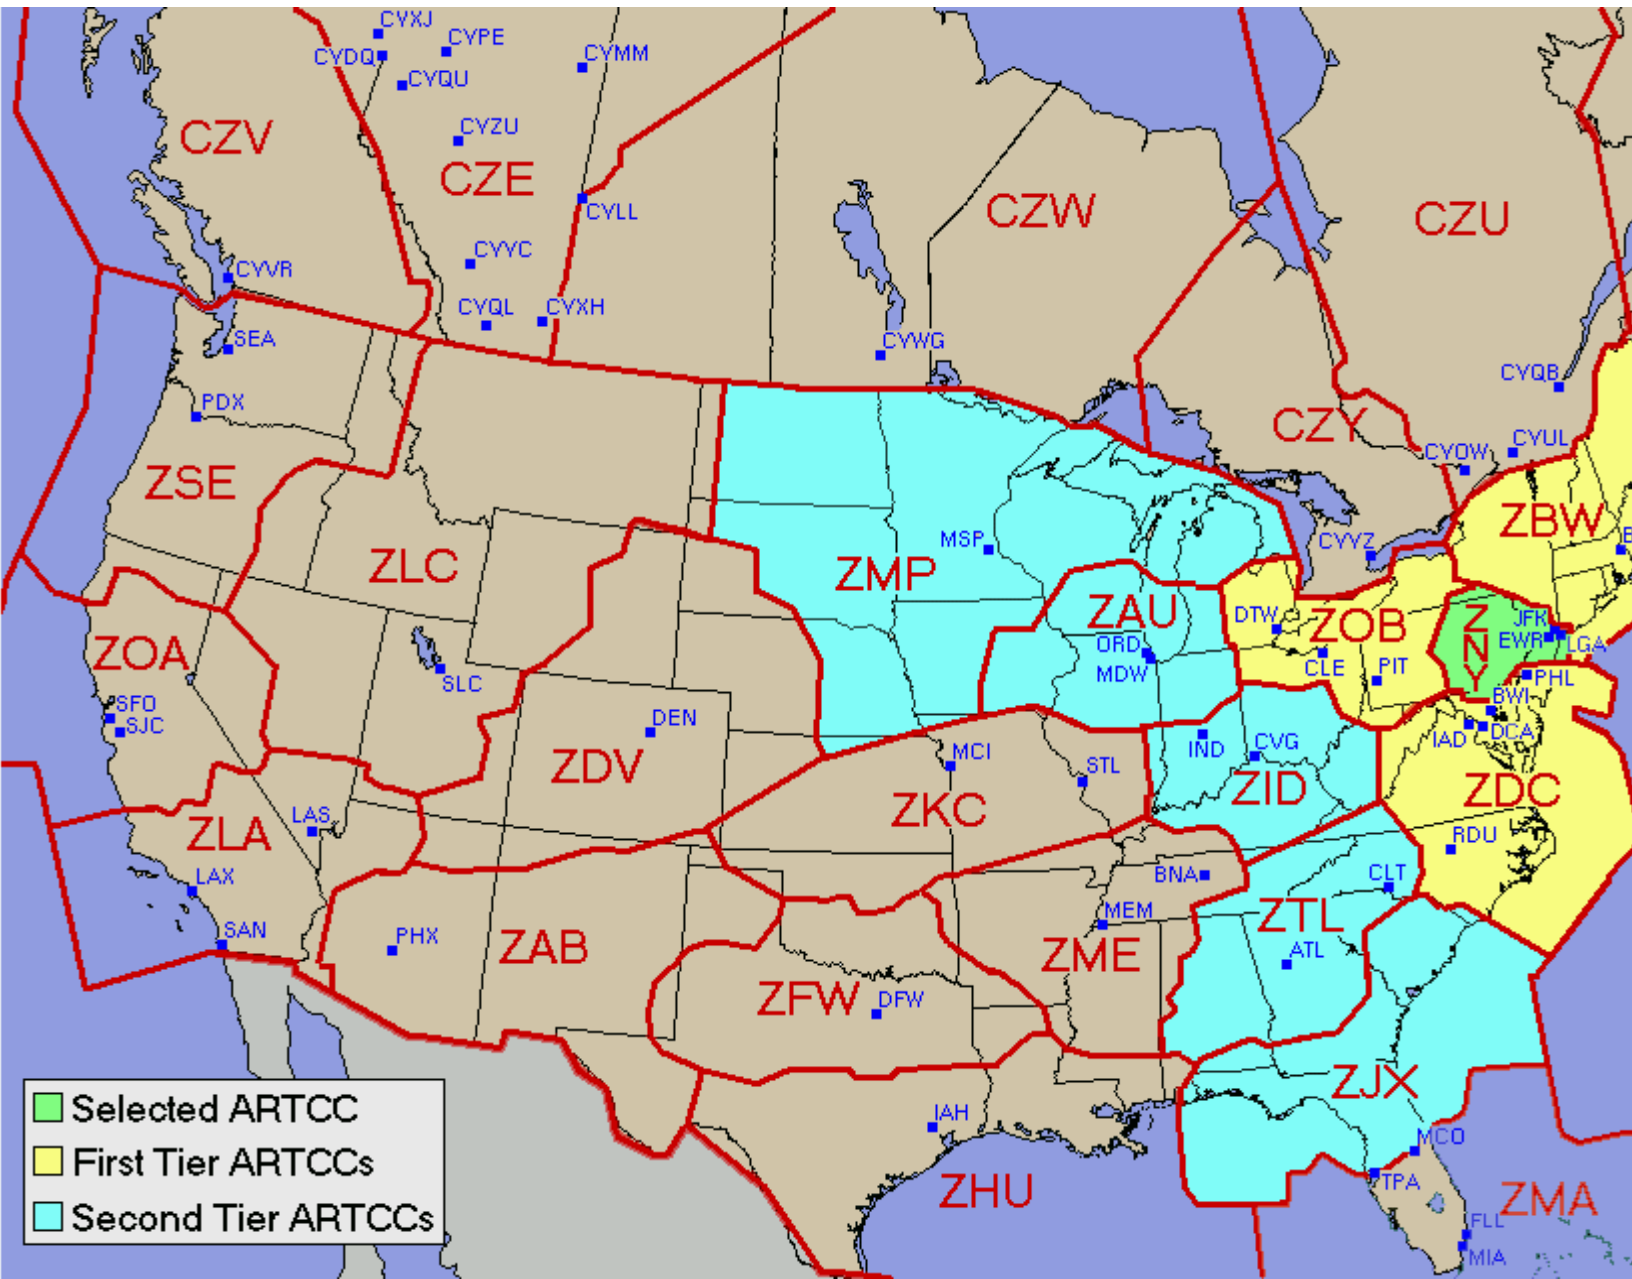 CYXJ
CYPE
CYDQ
CYMM
CYQU
CZV
CYZU
CZE
CYLL
CZW
CZU
CYVR
CYYC
CYQL
CYXH
SEA
CYWG
CYQB
PDX
CZY
CYUL
CYOW
ZSE
ZBW
MSP
CYYZ
B
ZLC
ZMP
ZAU
DTW
ZOB
Z
N
Y
JFK
EWR
LGA
ZOA
ORD
MDW
CLE
PIT
SLC
PHL
BWI
SFO
SJC
DEN
IAD
DCA
IND
CVG
ZDV
MCI
STL
ZID
ZDC
ZKC
LAS
ZLA
RDU
LAX
BNA
CLT
MEM
ZTL
SAN
PHX
ZAB
ZME
ATL
ZFW
DFW
ZJX
Selected ARTCC
First Tier ARTCCs
Second Tier ARTCCs
IAH
MCO
ZHU
TPA
ZMA
FLL
MIA